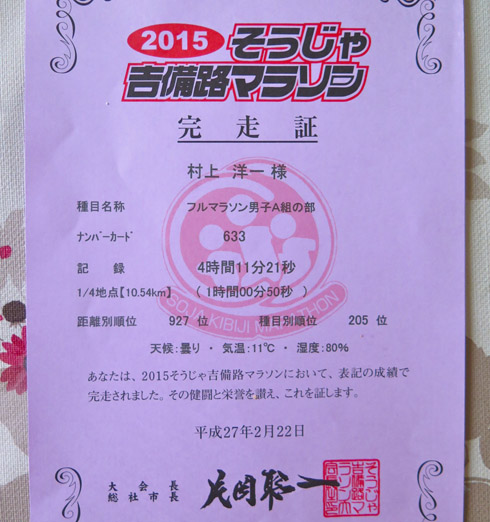 2015 そうじゃ
吉備路マラソン
完走証
村上 洋一 様
種目名称 フルマラソン男子A組の部
ﾅﾝﾊﾞｰｶｰﾄﾞ 633
記 録 4時間11分21秒
1/4地点【10.54km】 ( 1時間00分50秒 )
距離別順位 927 位 種目別順位 205 位
天候:曇り ・ 気温:11℃ ・ 湿度:80%
あなたは、2015そうじゃ吉備路マラソンにおいて、表記の成績で
完走されました。その健闘と栄誉を讃え、これを証します。
平成27年2月22日
大会長
総社市長 片岡聡一